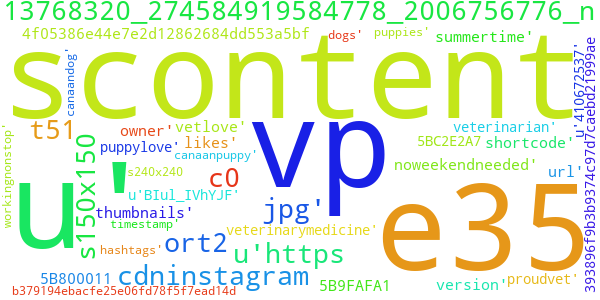 13768320_274584919584778_2006756776_n
4f05386e44e7e2d12862684dd553a5bf
dogs'
puppies'
summertime'
scontent
canaandog'
u'410672537'
393896f9b3b9374c97d7caebd21999ae
t51
owner'
vetlove'
vp
veterinarian'
puppylove'
likes'
5BC2E2A7
shortcode'
workingnonstop'
s150x150
canaanpuppy'
u'
s240x240
c0
e35
noweekendneeded'
url'
u'BIul_IVhYJF'
thumbnails'
jpg'
timestamp'
veterinarymedicine'
hashtags'
ort2
u'https
5B800011
cdninstagram
5B9FAFA1
version'
proudvet'
b379194ebacfe25e06fd78f5f7ead14d